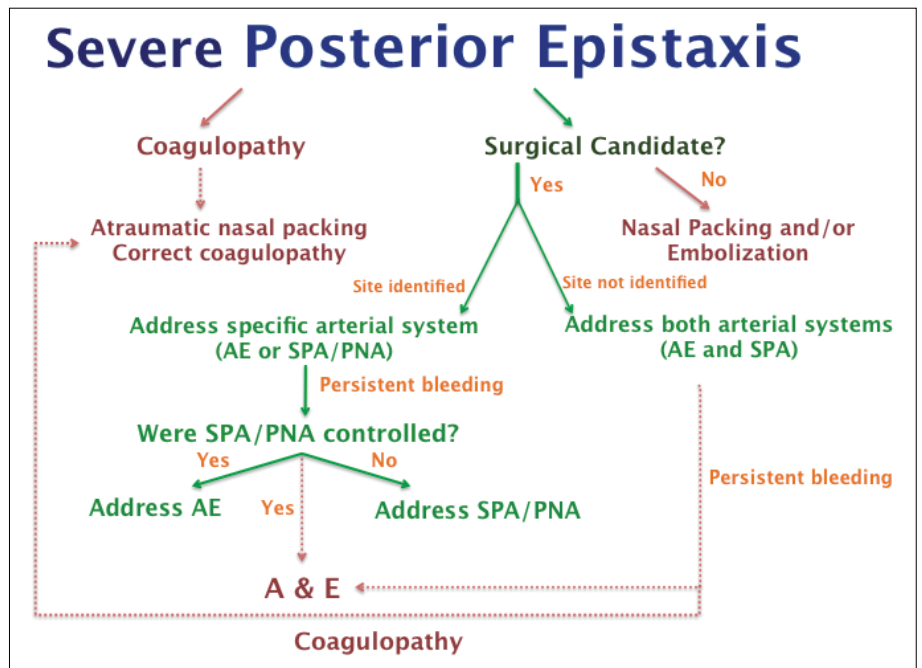 Severe Posterior Epistaxis
Coagulopathy
Surgical Candidate?
Yes
No
Atraumatic nasal packing
Correct coagulopathy
Nasal Packing and/or
Embolization
Site identified
Site not identified
Address specific arterial system
(AE or SPA/PNA)
Address both arterial systems
(AE and SPA)
Persistent bleeding
Were SPA/PNA controlled?
Yes
No
Persistent bleeding
Address AE
Yes
Address SPA/PNA
A & E
Coagulopathy